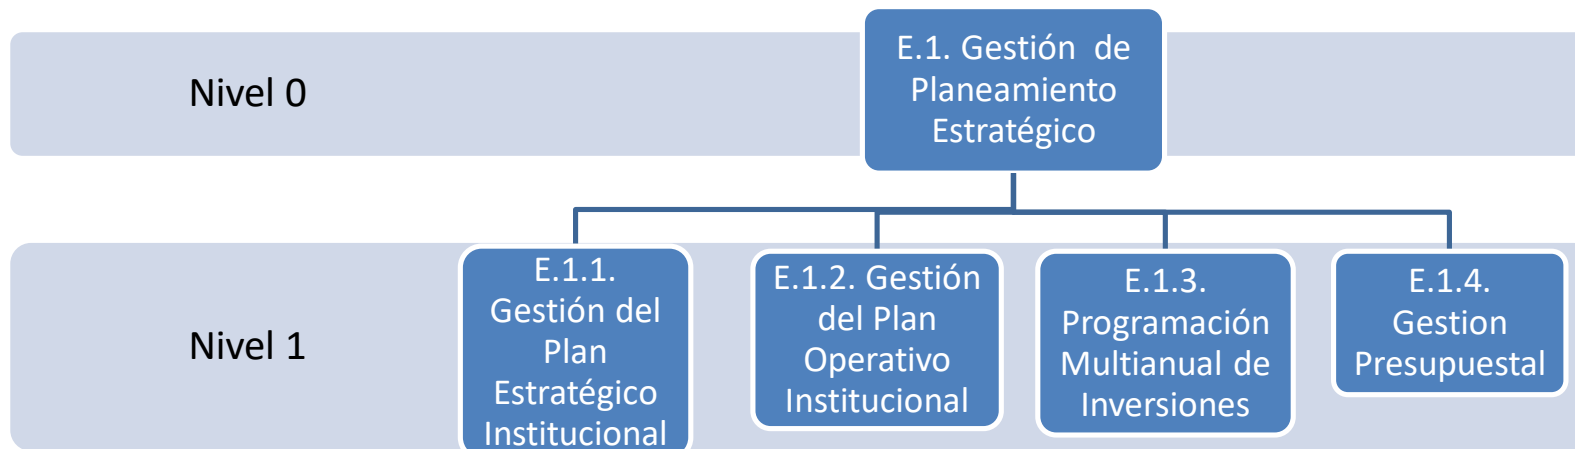 Nivel 0
E.1. Gestión de
Planeamiento
Estratégico
Nivel 1
E.1.1.
Gestión del
Plan
Estratégico
Institucional
E.1.2. Gestión
del Plan
Operativo
Institucional
E.1.3.
Programación
Multianual de
Inversiones
E.1.4.
Gestion
Presupuestal